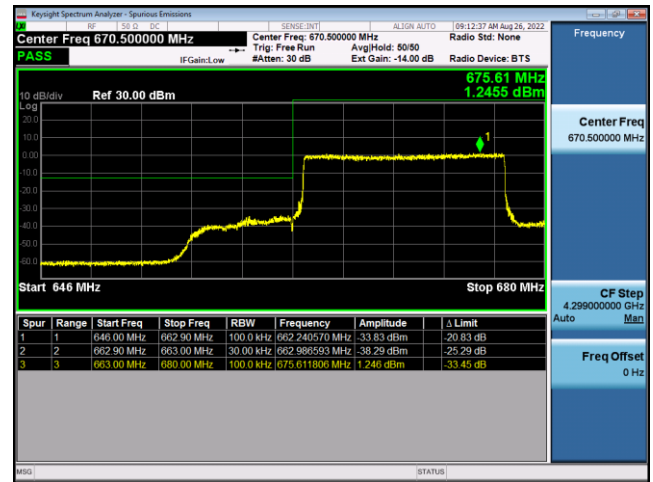 Keysight Spectrum Analyzer - Spurious Emissions
RF 50 Ω DC SENSE:INT ALIGN AUTO 09:12:37 AM Aug 26, 2022
Center Freq 670.500000 MHz
PASS
IFGain:Low
Center Freq: 670.500000 MHz
Trig: Free Run Avg|Hold: 50/50
#Atten: 30 dB Ext Gain: -14.00 dB
Radio Std: None
Radio Device: BTS
675.61 MHz
1.2455 dBm
10 dB/div Ref 30.00 dBm
Log
20.0
10.0
0.00
-10.0
-20.0
-30.0
-40.0
-50.0
-60.0
1
Start 646 MHz Stop 680 MHz
Spur Range Start Freq Stop Freq RBW Frequency Amplitude Δ Limit
1 1 646.00 MHz 662.90 MHz 100.0 kHz 662.240570 MHz -33.83 dBm -20.83 dB
2 2 662.90 MHz 663.00 MHz 30.00 kHz 662.986593 MHz -38.29 dBm -25.29 dB
3 3 663.00 MHz 680.00 MHz 100.0 kHz 675.611806 MHz 1.246 dBm -33.45 dB
MSG STATUS
Frequency
Center Freq
670.500000 MHz
CF Step
4.299000000 GHz
Auto Man
Freq Offset
0 Hz